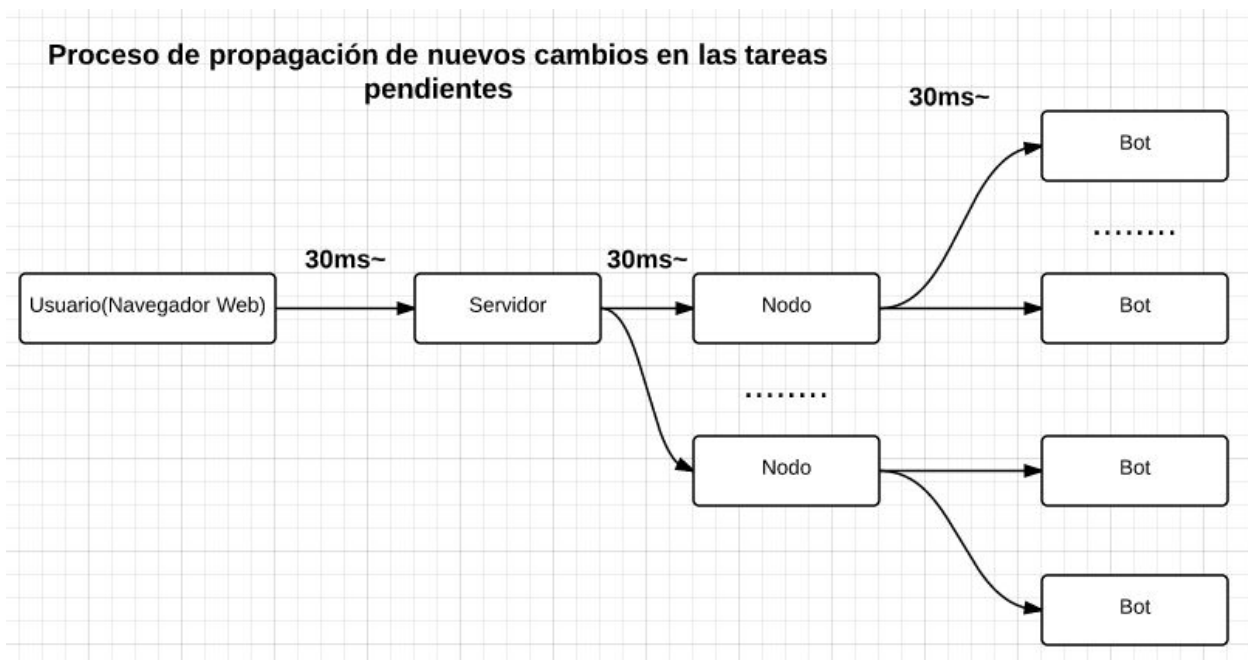 Proceso de propagación de nuevos cambios en las tareas
pendientes
30ms~
Bot
........
30ms~
30ms~
Usuario(Navegador Web)
Servidor
Nodo
Bot
........
Nodo
Bot
Bot